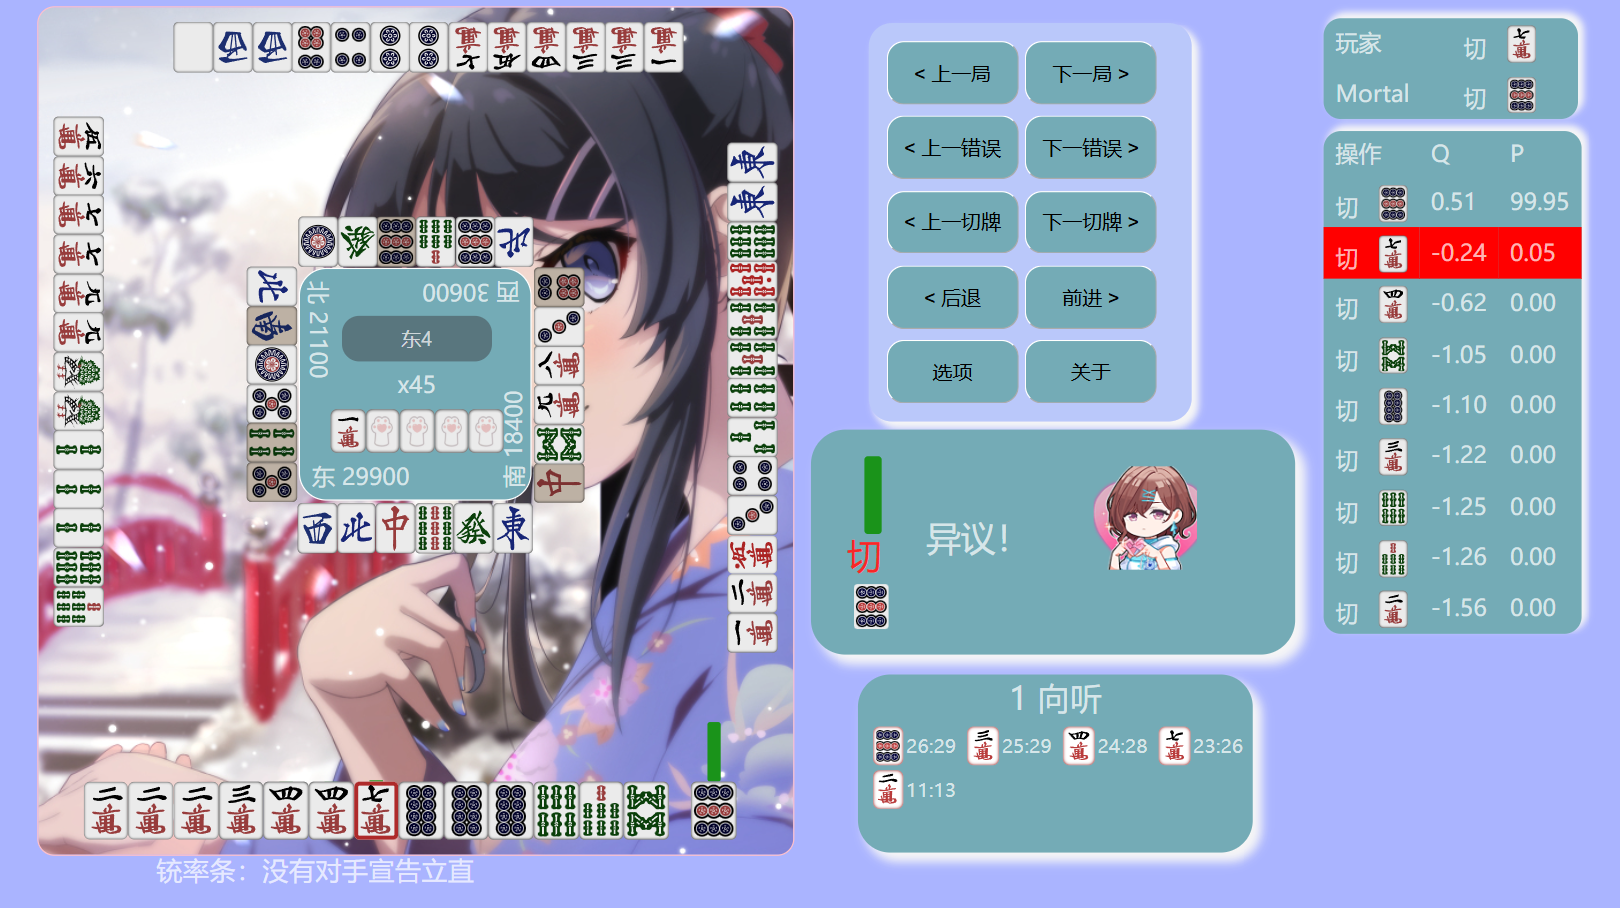 北 21100
西 30600
东4
x45
南 18400
东 29900
铳率条：没有对手宣告立直
< 上一局
下一局 >
< 上一错误
下一错误 >
< 上一切牌
下一切牌 >
< 后退
前进 >
选项
关于
切
异议！
1 向听
26:29
25:29
24:28
23:26
11:13
玩家 切
Mortal 切
操作 Q P
切 0.51 99.95
切 -0.24 0.05
切 -0.62 0.00
切 -1.05 0.00
切 -1.10 0.00
切 -1.22 0.00
切 -1.25 0.00
切 -1.26 0.00
切 -1.56 0.00